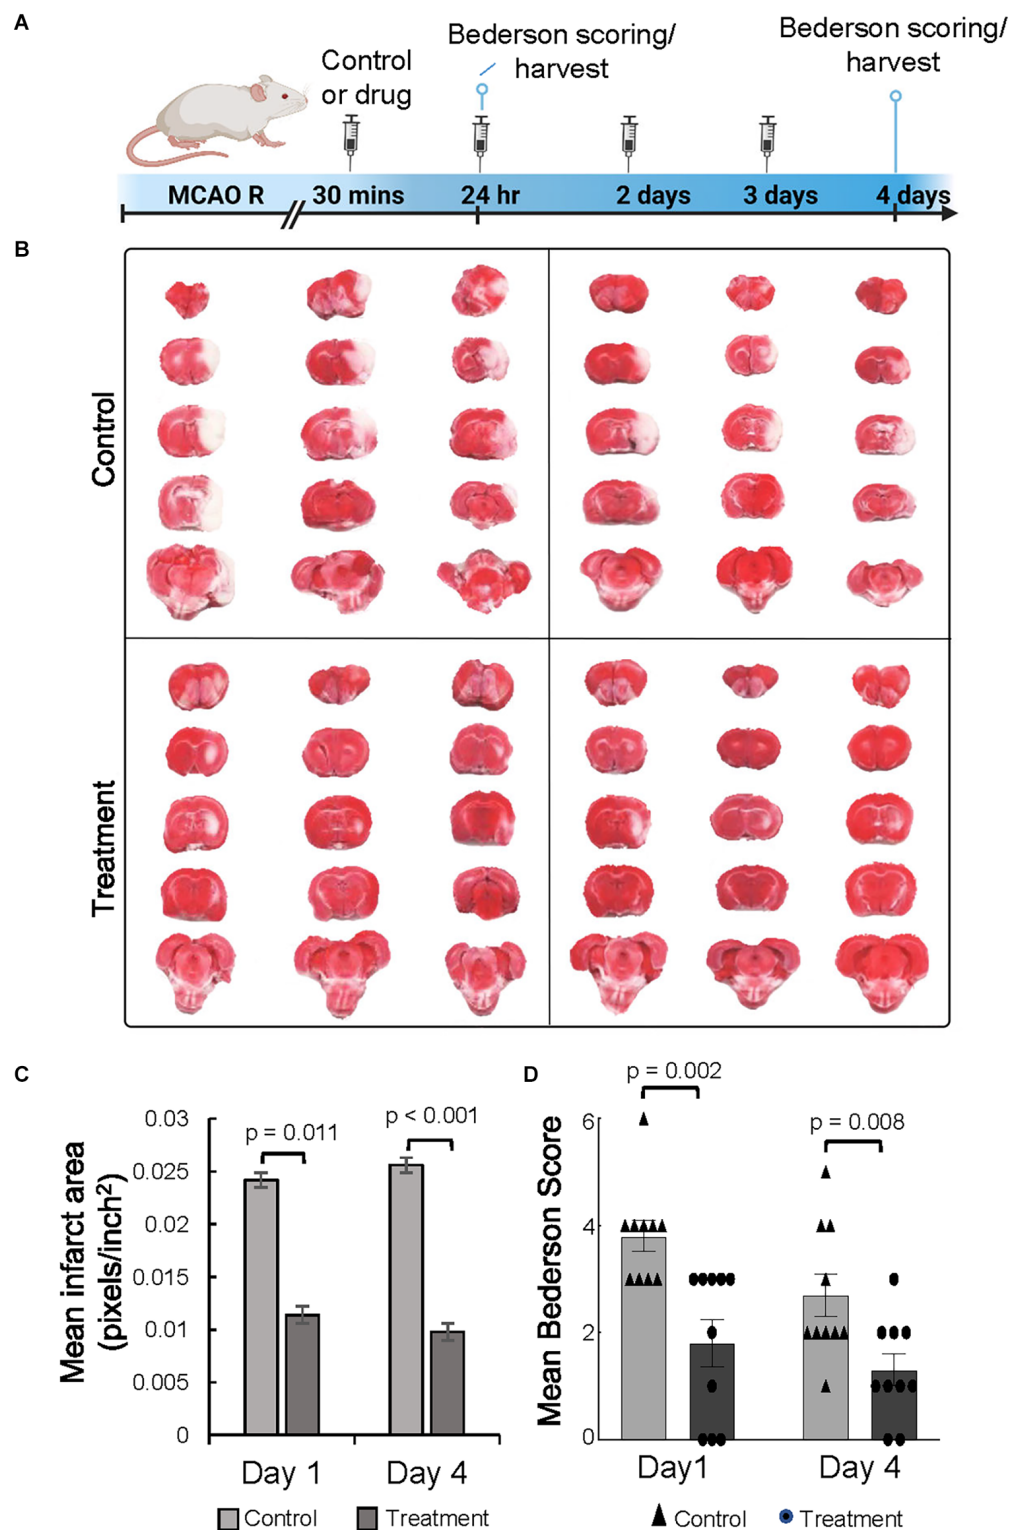 A
Control
or drug
Bederson scoring/
harvest
Bederson scoring/
harvest
MCAO R
30 mins
24 hr
2 days
3 days
4 days
B
Control
Treatment
C
Mean infarct area
(pixels/inch²)
0.03
0.025
0.02
0.015
0.01
0.005
0
p = 0.011
p < 0.001
Day 1
Day 4
Control
Treatment
D
Mean Bederson Score
6
4
2
0
p = 0.002
p = 0.008
Day1
Day 4
Control
Treatment